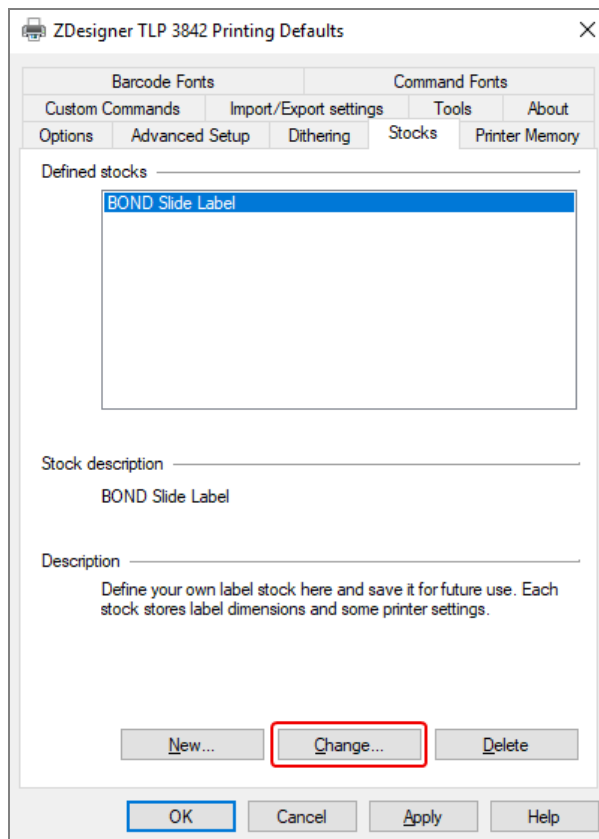 ZDesigner TLP 3842 Printing Defaults
Barcode Fonts Command Fonts
Custom Commands Import/Export settings Tools About
Options Advanced Setup Dithering Stocks Printer Memory
Defined stocks
BOND Slide Label
Stock description
BOND Slide Label
Description
Define your own label stock here and save it for future use. Each
stock stores label dimensions and some printer settings.
New... Change... Delete
OK Cancel Apply Help